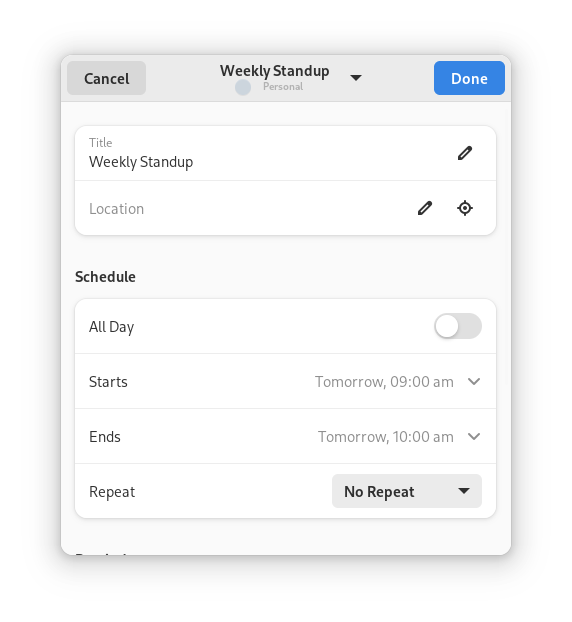 Cancel
Weekly Standup
Personal
Done
Title
Weekly Standup
Location
Schedule
All Day
Starts
Tomorrow, 09:00 am
Ends
Tomorrow, 10:00 am
Repeat
No Repeat